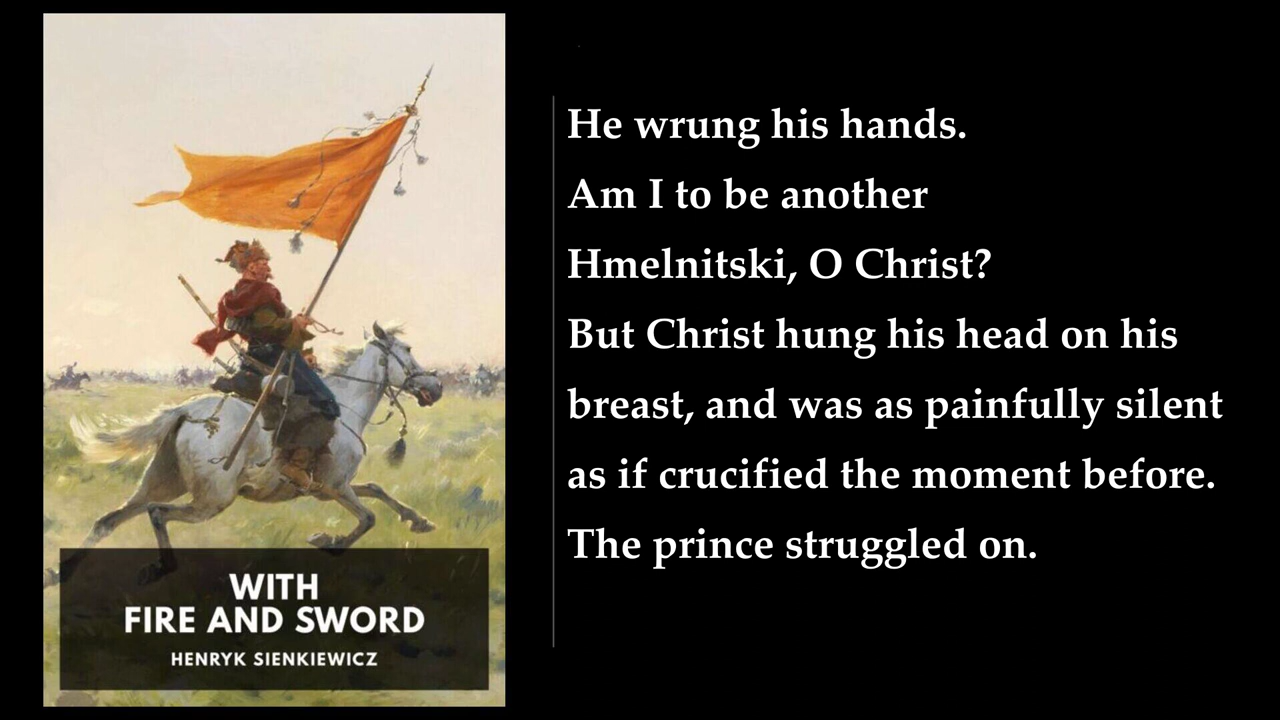 WITH
FIRE AND SWORD
HENRYK SIENKIEWICZ
He wrung his hands.
Am I to be another
Hmelnitski, O Christ?
But Christ hung his head on his
breast, and was as painfully silent
as if crucified the moment before.
The prince struggled on.